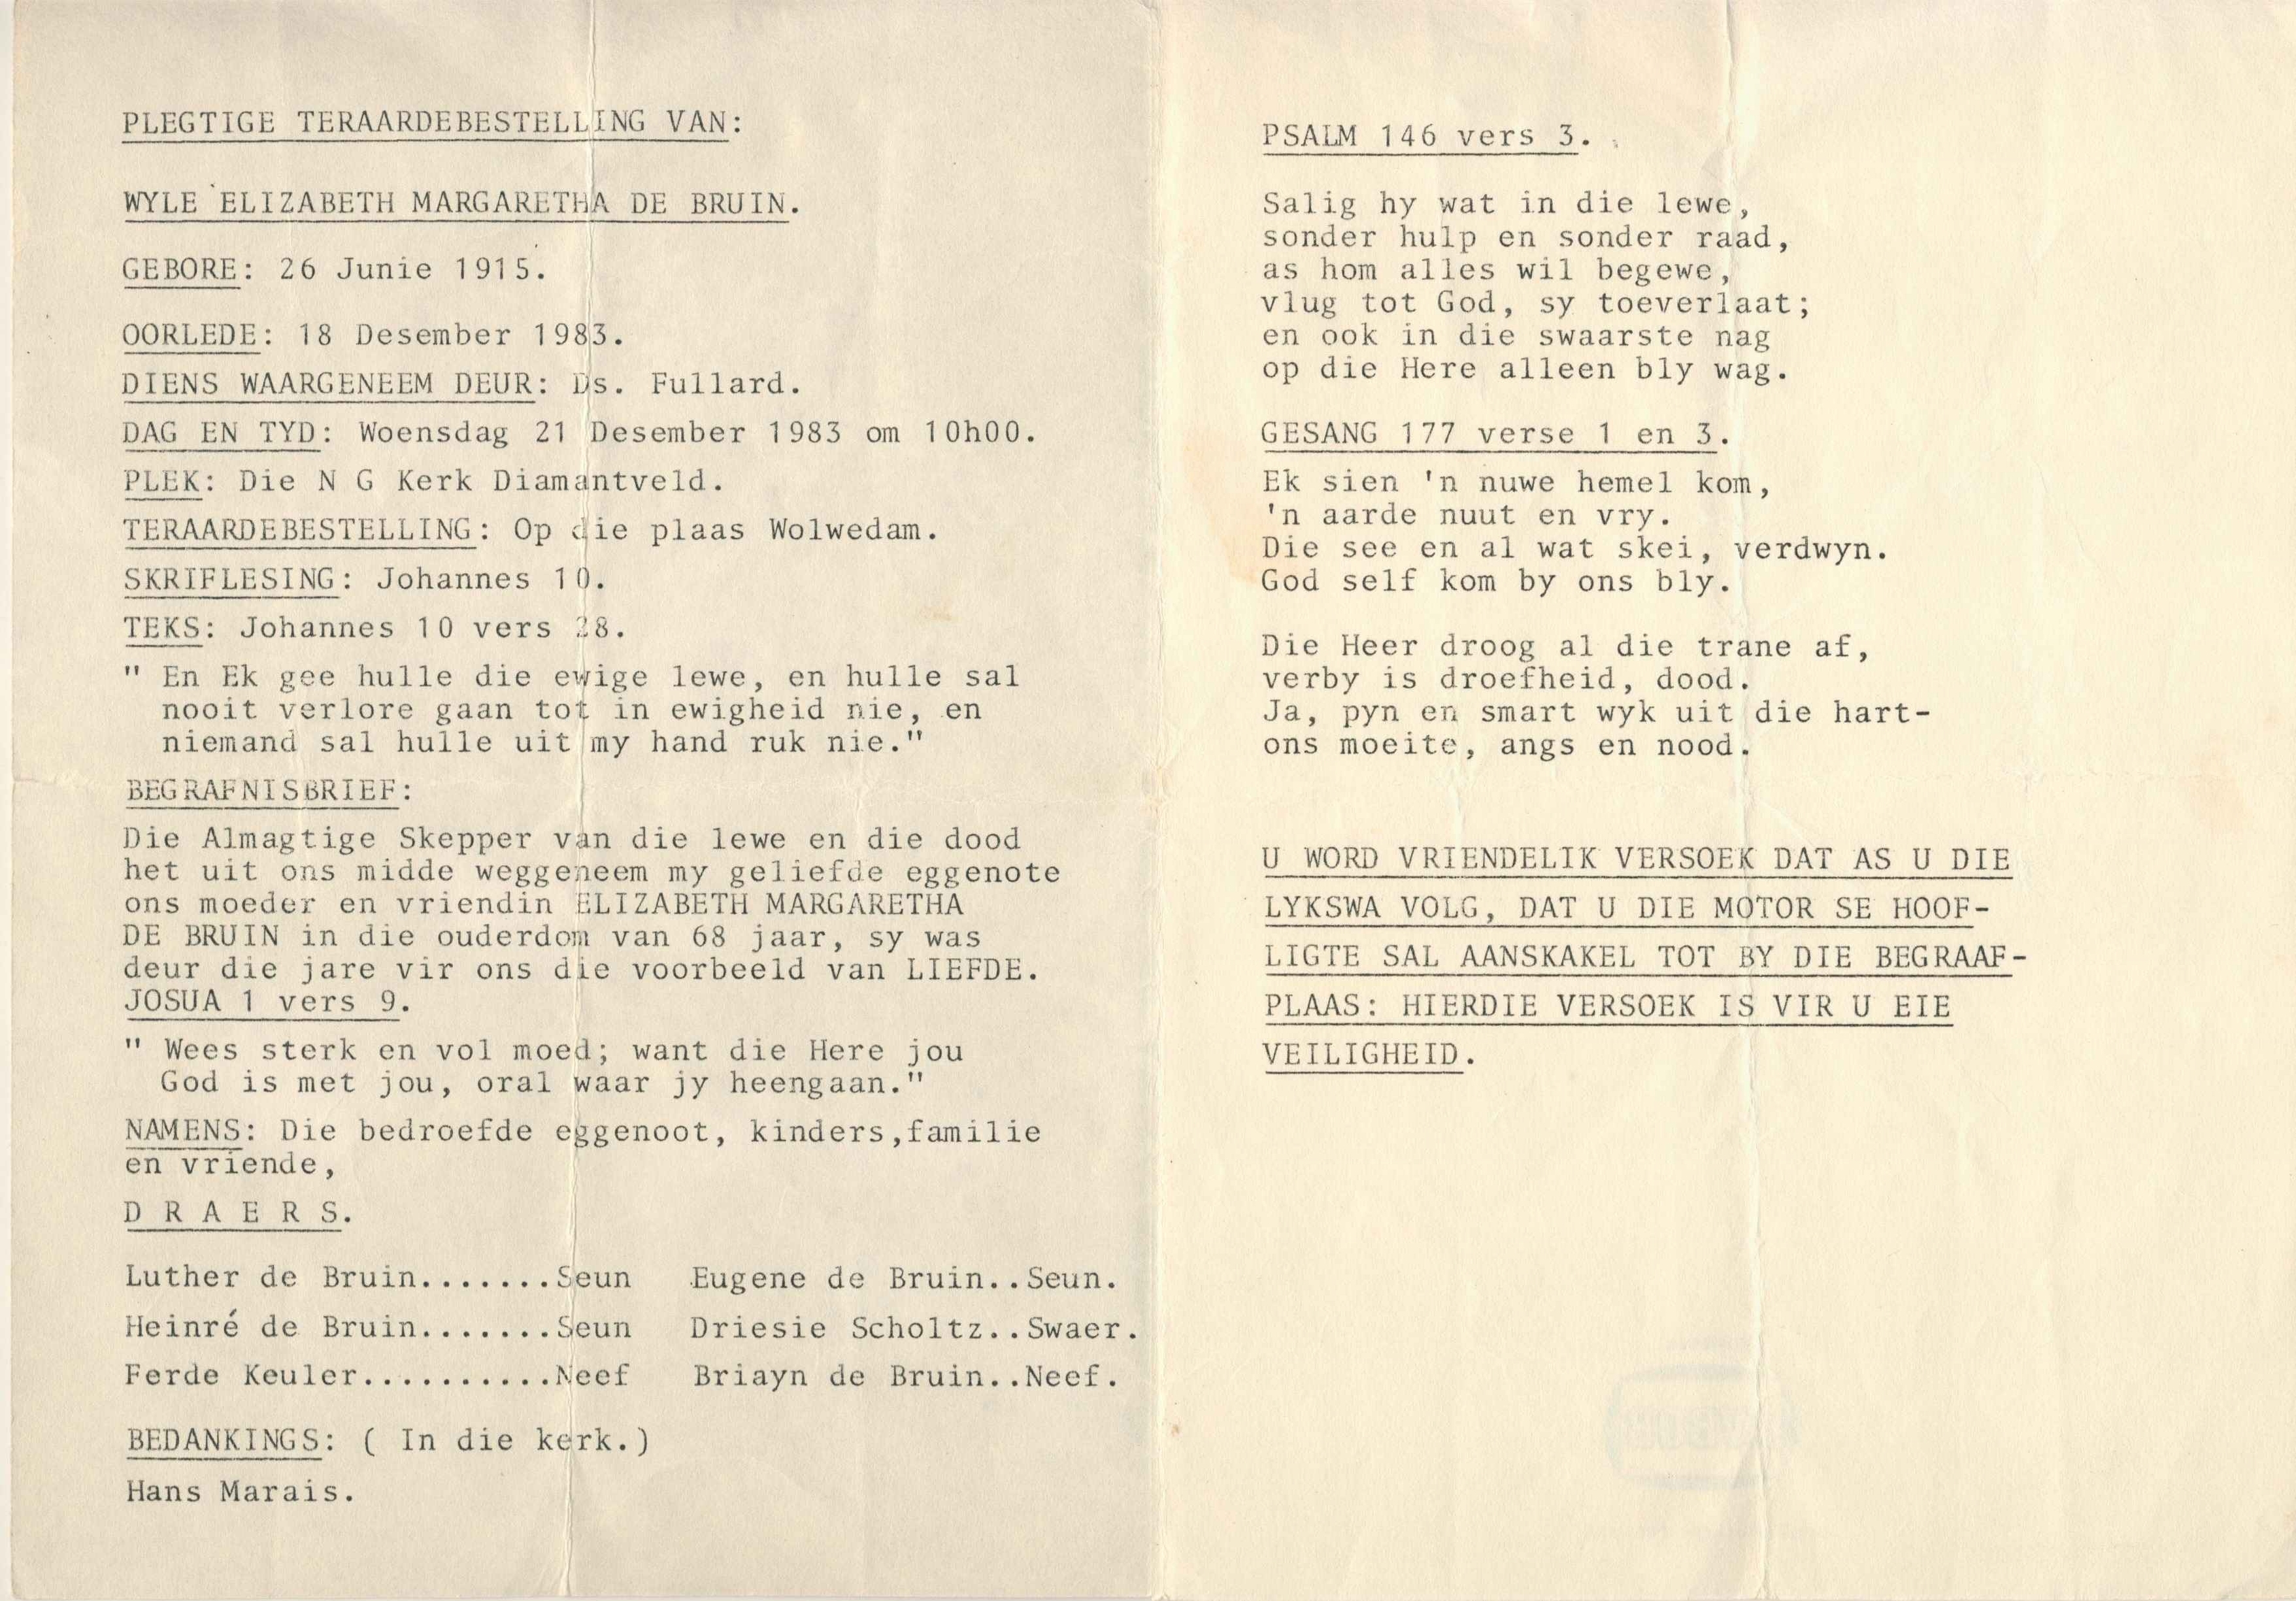 PLEGTIGE TERAARDEBESTELLING VAN:
WYLE ELIZABETH MARGARETHA DE BRUIN.
GEBORE: 26 Junie 1915.
OORLEDE: 18 Desember 1983.
DIENS WAARGENEEM DEUR: Ds. Fullard.
DAG EN TYD: Woensdag 21 Desember 1983 om 10h00.
PLEK: Die N G Kerk Diamantveld.
TERAARDEBESTELLING: Op die plaas Wolwedam.
SKRIFLESING: Johannes 10.
TEKS: Johannes 10 vers 28.
" En Ek gee hulle die ewige lewe, en hulle sal
nooit verlore gaan tot in ewigheid nie, en
niemand sal hulle uit my hand ruk nie."
BEGRAFNISBRIEF:
Die Almagtige Skepper van die lewe en die dood
het uit ons midde weggeneem my geliefde eggenote
ons moeder en vriendin ELIZABETH MARGARETHA
DE BRUIN in die ouderdom van 68 jaar, sy was
deur die jare vir ons die voorbeeld van LIEFDE.
JOSUA 1 vers 9.
" Wees sterk en vol moed; want die Here jou
God is met jou, oral waar jy heengaan."
NAMENS: Die bedroefde eggenoot, kinders,familie
en vriende,
D R A E R S.
Luther de Bruin.......Seun Eugene de Bruin..Seun.
Heinré de Bruin.......Seun Driesie Scholtz..Swaer.
Ferde Keuler..........Neef Briayn de Bruin..Neef.
BEDANKINGS: ( In die kerk.)
Hans Marais.
PSALM 146 vers 3.
Salig hy wat in die lewe,
sonder hulp en sonder raad,
as hom alles wil begewe,
vlug tot God, sy toeverlaat;
en ook in die swaarste nag
op die Here alleen bly wag.
GESANG 177 verse 1 en 3.
Ek sien 'n nuwe hemel kom,
'n aarde nuut en vry.
Die see en al wat skei, verdwyn.
God self kom by ons bly.
Die Heer droog al die trane af,
verby is droefheid, dood.
Ja, pyn en smart wyk uit die hart-
ons moeite, angs en nood.
U WORD VRIENDELIK VERSOEK DAT AS U DIE
LYKSWA VOLG, DAT U DIE MOTOR SE HOOF-
LIGTE SAL AANSKAKEL TOT BY DIE BEGRAAF-
PLAAS: HIERDIE VERSOEK IS VIR U EIE
VEILIGHEID.